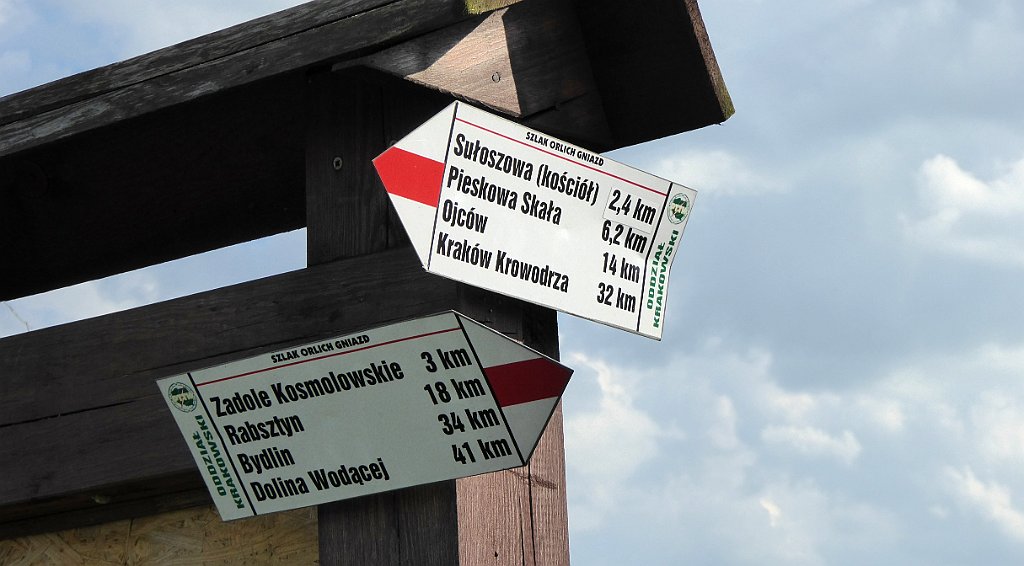 SZLAK ORLICH GNIAZD
Sułoszowa (kościół) 2,4 km
Pieskowa Skała 6,2 km
Ojców 14 km
Kraków Krowodrza 32 km
ODDZIAŁ
KRAKOWSKI
SZLAK ORLICH GNIAZD
Zadole Kosmolowskie 3 km
Rabsztyn 18 km
Bydlin 34 km
Dolina Wodącej 41 km
ODDZIAŁ
KRAKOWSKI